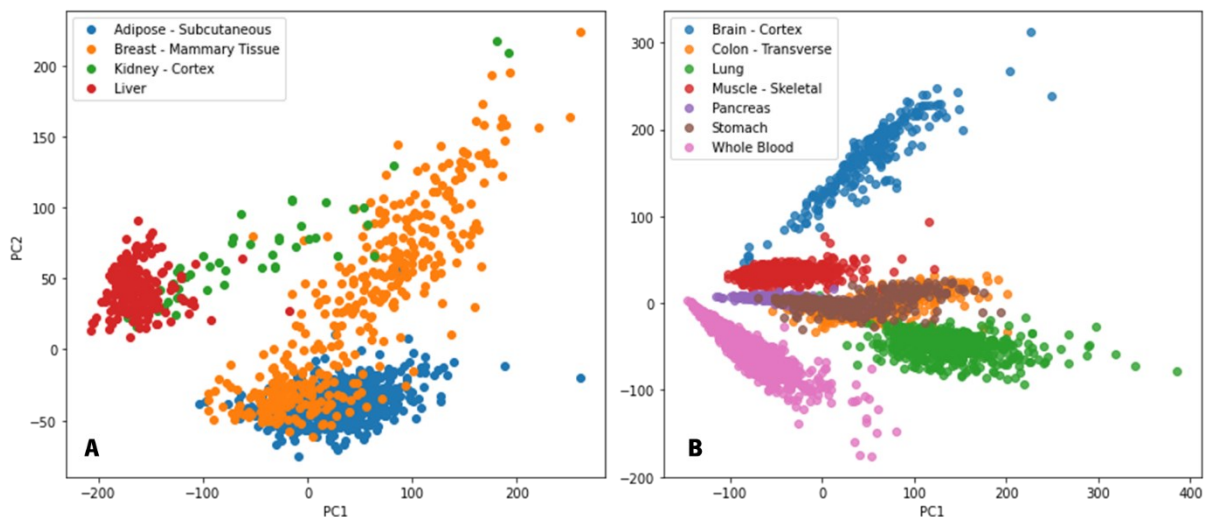 Adipose - Subcutaneous
Breast - Mammary Tissue
Kidney - Cortex
Liver
200
150
100
50
0
−50
PC2
A
−200
−100
0
100
200
PC1
Brain - Cortex
Colon - Transverse
Lung
Muscle - Skeletal
Pancreas
Stomach
Whole Blood
300
200
100
0
−100
−200
B
−100
0
100
200
300
400
PC1